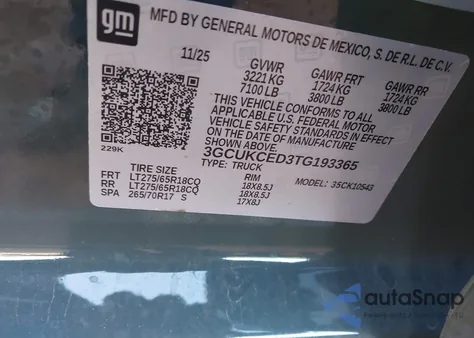 gm
MFD BY GENERAL MOTORS DE MEXICO, S. DE R.L. DE C.V.
11/25 GVWR GAWR FRT GAWR RR
3221 KG 1724 KG 1724 KG
7100 LB 3800 LB 3800 LB
THIS VEHICLE CONFORMS TO ALL
APPLICABLE U.S. FEDERAL MOTOR
VEHICLE SAFETY STANDARDS IN EFFECT
ON THE DATE OF MANUFACTURE
3GCUKCED3TG193365
229K TYPE: TRUCK MODEL: 35CK10543
TIRE SIZE RIM
FRT LT275/65R18CQ 18X8.5J
RR LT275/65R18CQ 18X8.5J
SPA 265/70R17 S 17X8J
autaSnap